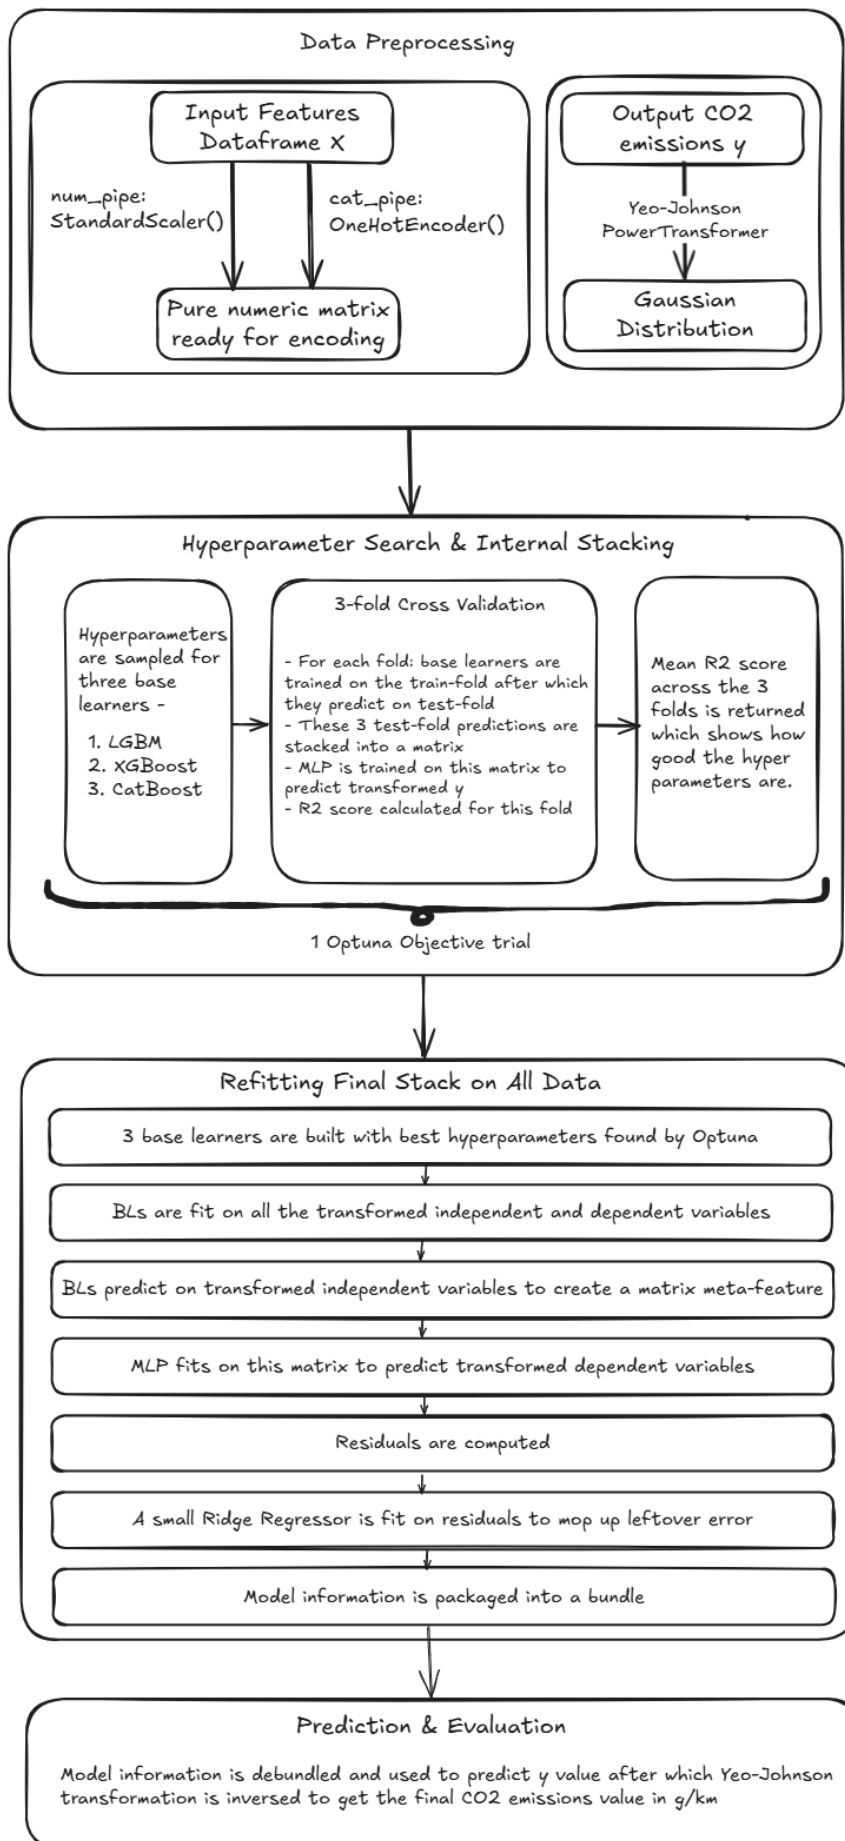 Data Preprocessing
Input Features
Dataframe X
num_pipe:
StandardScaler()
cat_pipe:
OneHotEncoder()
Pure numeric matrix
ready for encoding
Output CO2
emissions y
Yeo-Johnson
PowerTransformer
Gaussian
Distribution
Hyperparameter Search & Internal Stacking
Hyperparameters
are sampled for
three base
learners -
1. LGBM
2. XGBoost
3. CatBoost
3-fold Cross Validation
- For each fold: base learners are
trained on the train-fold after which
they predict on test-fold
- These 3 test-fold predictions are
stacked into a matrix
- MLP is trained on this matrix to
predict transformed y
- R2 score calculated for this fold
Mean R2 score
across the 3
folds is returned
which shows how
good the hyper
parameters are.
1 Optuna Objective trial
Refitting Final Stack on All Data
3 base learners are built with best hyperparameters found by Optuna
BLs are fit on all the transformed independent and dependent variables
BLs predict on transformed independent variables to create a matrix meta-feature
MLP fits on this matrix to predict transformed dependent variables
Residuals are computed
A small Ridge Regressor is fit on residuals to mop up leftover error
Model information is packaged into a bundle
Prediction & Evaluation
Model information is debundled and used to predict y value after which Yeo-Johnson
transformation is inversed to get the final CO2 emissions value in g/km